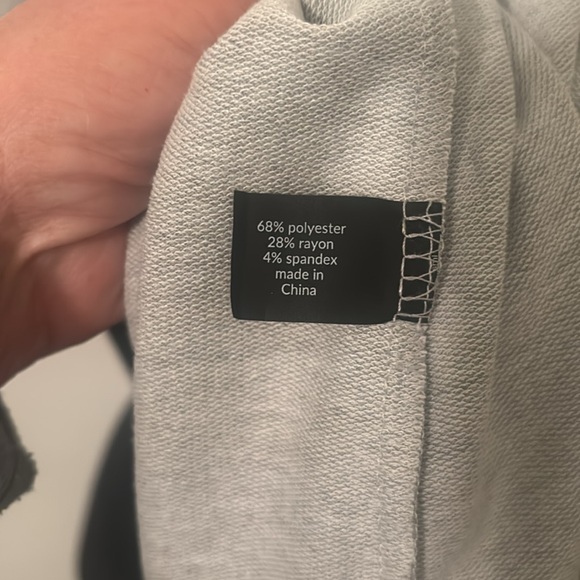 68% polyester
28% rayon
4% spandex
made in
China